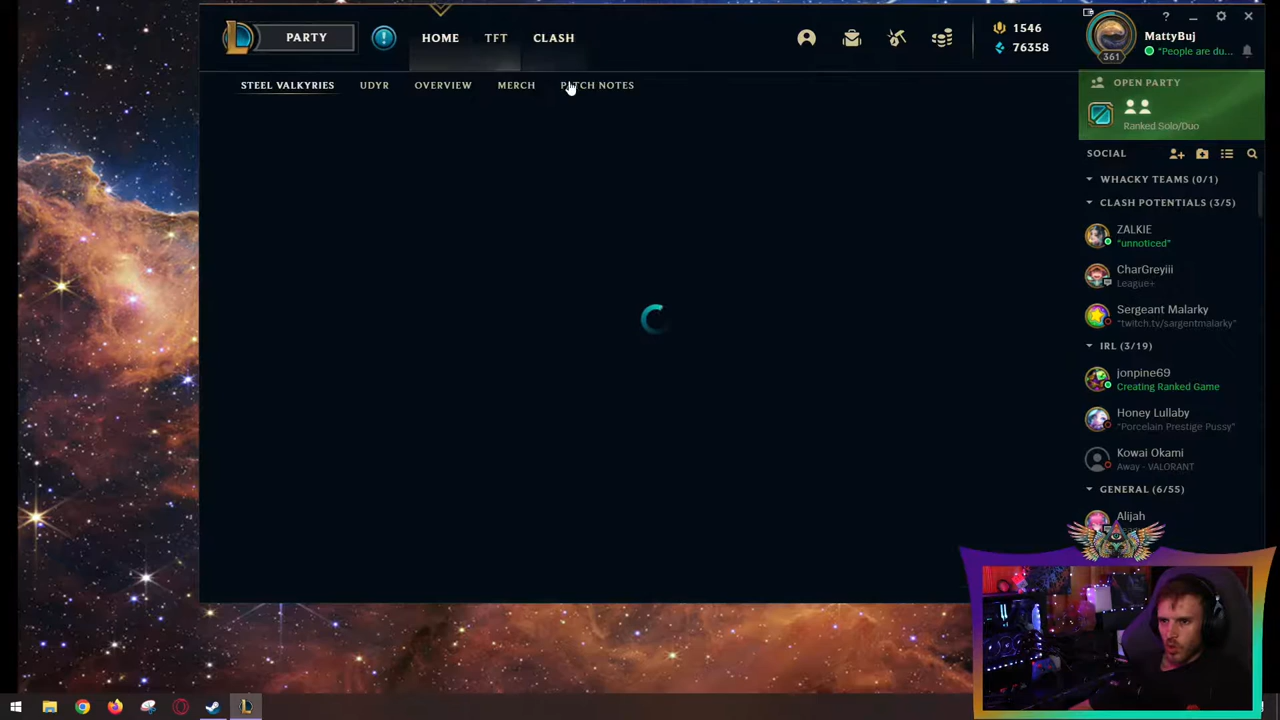 PARTY
HOME
TFT
CLASH
1546
76358
361
MattyBuj
"People are du...
STEEL VALKYRIES
UDYR
OVERVIEW
MERCH
PATCH NOTES
OPEN PARTY
Ranked Solo/Duo
SOCIAL
WHACKY TEAMS (0/1)
CLASH POTENTIALS (3/5)
ZALKIE
"unnoticed"
CharGreyiii
League+
Sergeant Malarky
"twitch.tv/sargentmalarky"
IRL (3/19)
jonpine69
Creating Ranked Game
Honey Lullaby
"Porcelain Prestige Pussy"
Kowai Okami
Away - VALORANT
GENERAL (6/55)
Alijah